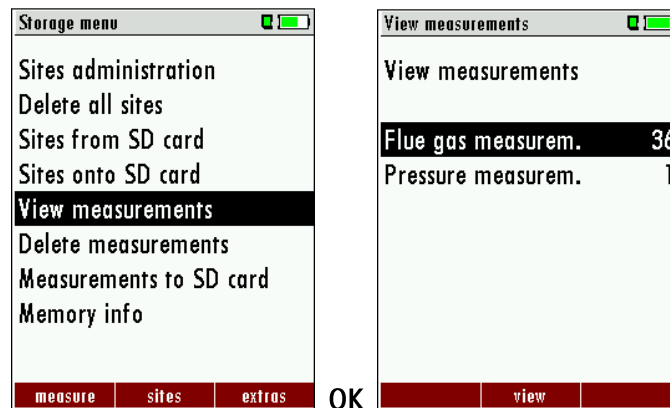 Storage menu
Sites administration
Delete all sites
Sites from SD card
Sites onto SD card
View measurements
Delete measurements
Measurements to SD card
Memory info
measure sites extras
OK
View measurements
View measurements
Flue gas measurem. 36
Pressure measurem. 1
view